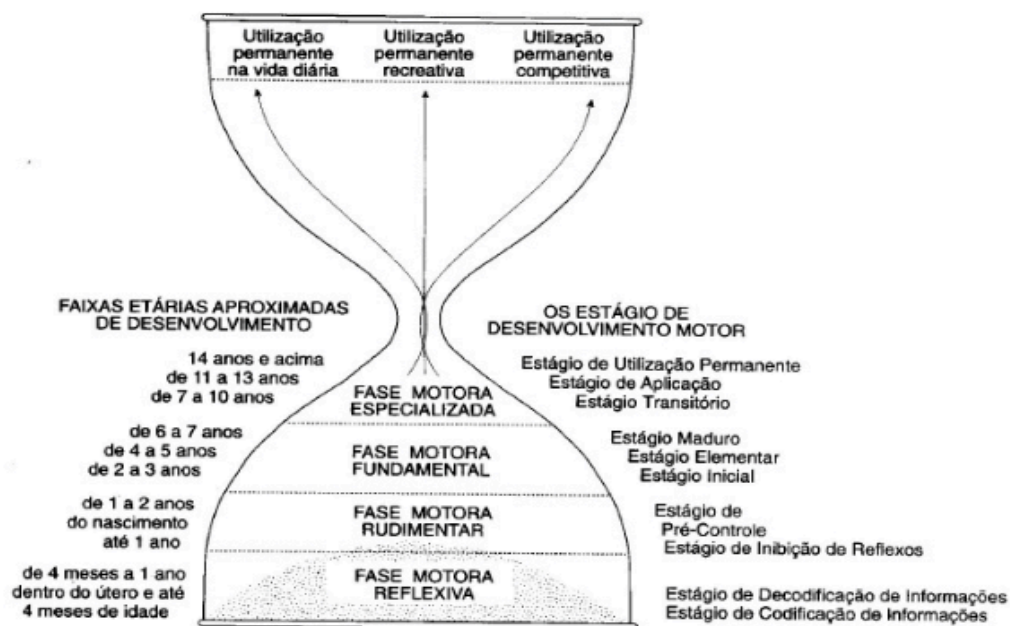 Utilização
permanente
na vida diária
Utilização
permanente
recreativa
Utilização
permanente
competitiva
FAIXAS ETÁRIAS APROXIMADAS
DE DESENVOLVIMENTO
OS ESTÁGIO DE
DESENVOLVIMENTO MOTOR
14 anos e acima
de 11 a 13 anos
de 7 a 10 anos
FASE MOTORA
ESPECIALIZADA
Estágio de Utilização Permanente
Estágio de Aplicação
Estágio Transitório
de 6 a 7 anos
de 4 a 5 anos
de 2 a 3 anos
FASE MOTORA
FUNDAMENTAL
Estágio Maduro
Estágio Elementar
Estágio Inicial
de 1 a 2 anos
do nascimento
até 1 ano
FASE MOTORA
RUDIMENTAR
Estágio de
Pré-Controle
Estágio de Inibição de Reflexos
de 4 meses a 1 ano
dentro do útero e até
4 meses de idade
FASE MOTORA
REFLEXIVA
Estágio de Decodificação de Informações
Estágio de Codificação de Informações